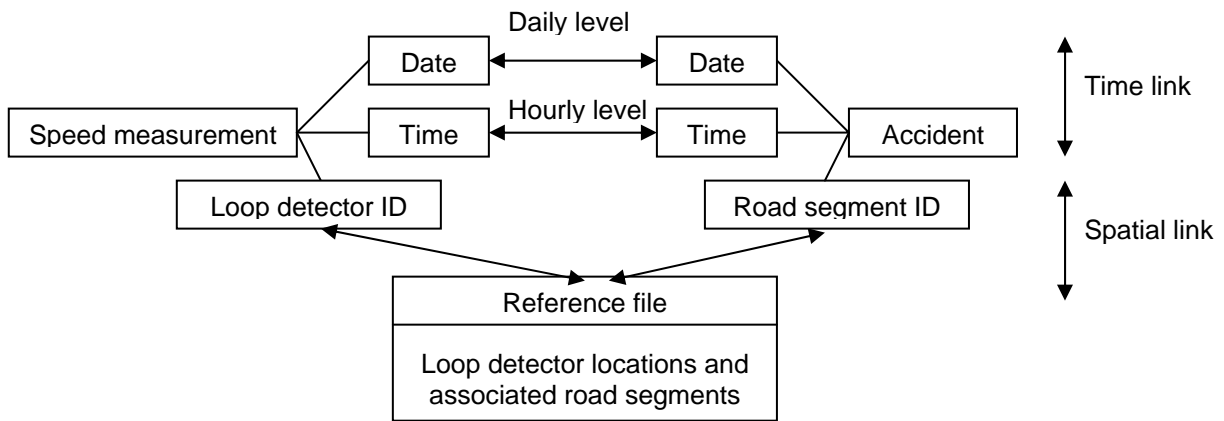 Daily level
Date
Date
Time link
Hourly level
Speed measurement
Time
Time
Accident
Loop detector ID
Road segment ID
Spatial link
Reference file
Loop detector locations and
associated road segments